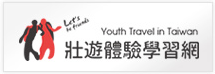 Let's
be friends
Youth Travel in Taiwan
壯遊體驗學習網